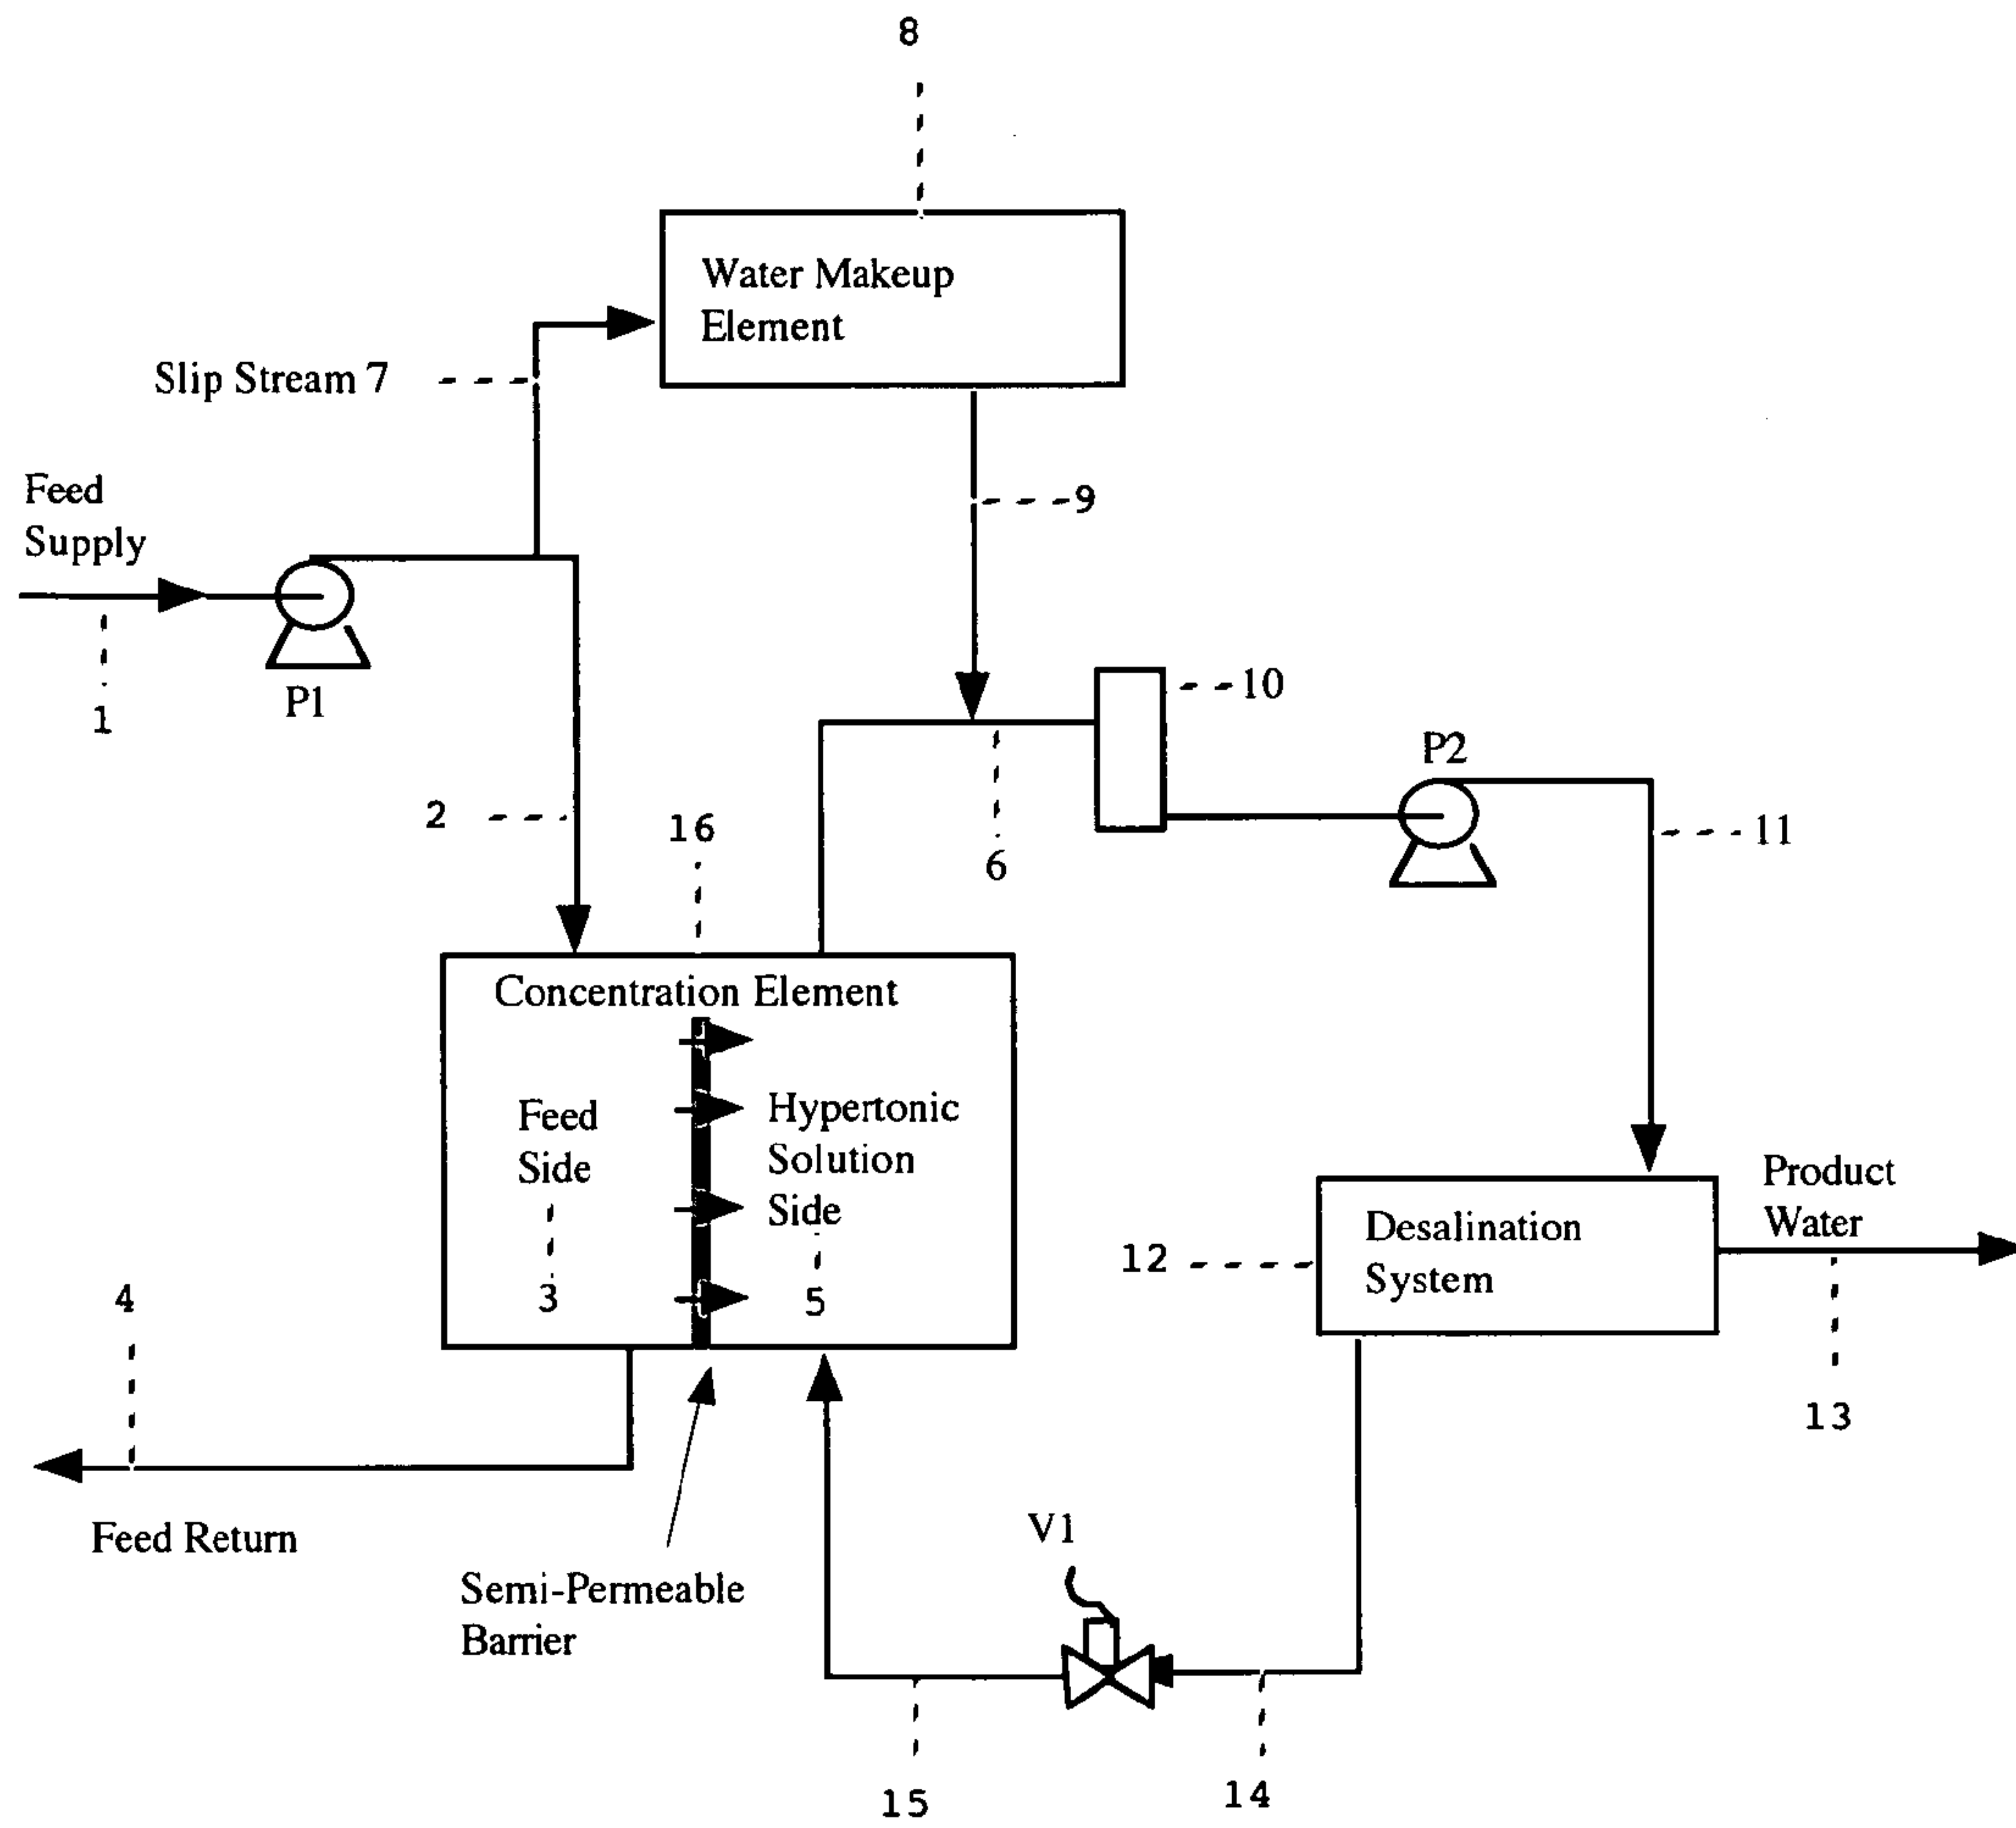 8
Water Makeup
Element
Slip Stream 7
Feed
Supply
9
P1
1
10
P2
2
16
6
11
Concentration Element
Feed
Side
3
Hypertonic
Solution
Side
5
Product
Water
Desalination
System
12
4
13
Feed Return
V1
Semi-Permeable
Barrier
15
14